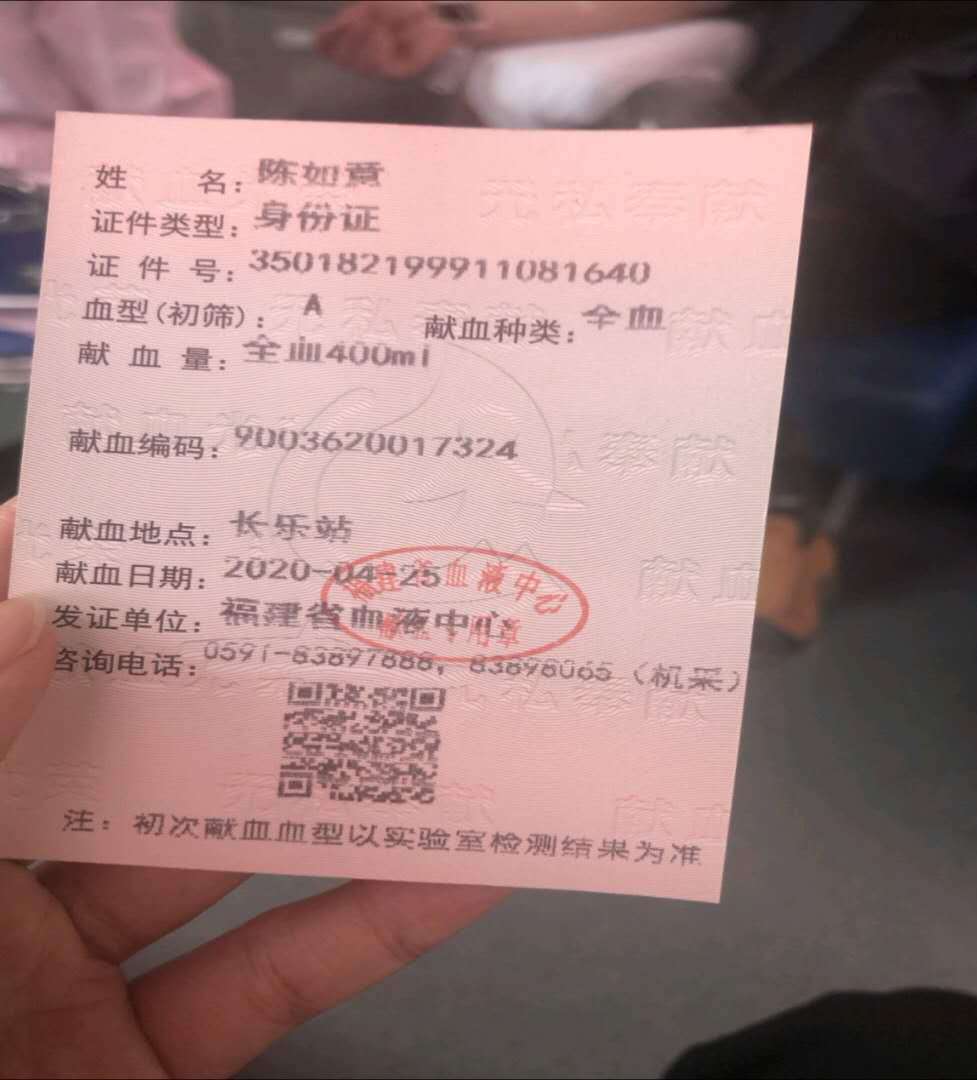 姓 名：陈如意
证件类型：身份证
证 件 号：350182199911081640
血型(初筛)：A 献血种类：全血
献 血 量：全血400ml
献血编码：9003620017324
献血地点：长乐站
献血日期：2020-04-25
发证单位：福建省血液中心
咨询电话：0591-83897888，83898065（机采）
注：初次献血血型以实验室检测结果为准